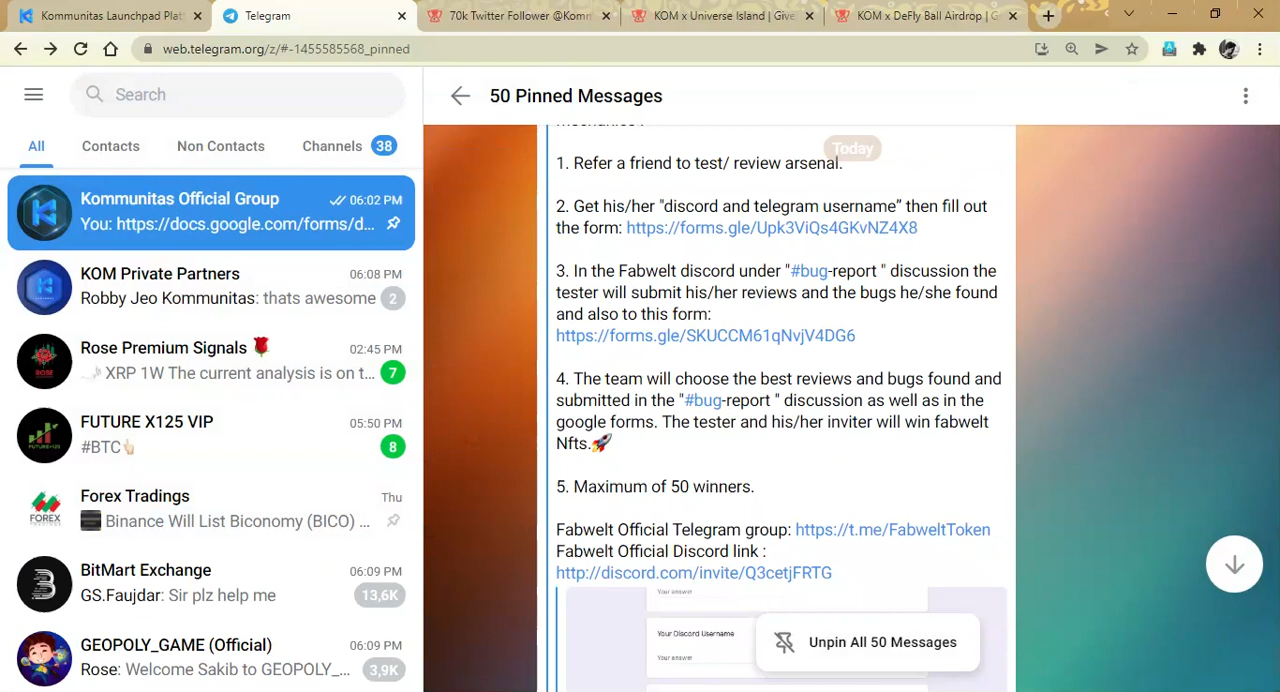 Kommunitas Launchpad Plat
Telegram
70k Twitter Follower @Komm
KOM x Universe Island | Give
KOM x DeFly Ball Airdrop | G
web.telegram.org/z/#-1455585568_pinned
Search
All
Contacts
Non Contacts
Channels 38
Kommunitas Official Group 06:02 PM
You: https://docs.google.com/forms/d...
KOM Private Partners 06:08 PM
Robby Jeo Kommunitas: thats awesome 2
Rose Premium Signals 🌹 02:45 PM
XRP 1W The current analysis is on t... 7
FUTURE X125 VIP 05:50 PM
#BTC👆🏻 8
Forex Tradings Thu
Binance Will List Biconomy (BICO) ...
BitMart Exchange 06:09 PM
GS.Faujdar: Sir plz help me 13,6K
GEOPOLY_GAME (Official) 06:09 PM
Rose: Welcome Sakib to GEOPOLY_... 3,9K
50 Pinned Messages
Today
1. Refer a friend to test/ review arsenal.
2. Get his/her "discord and telegram username” then fill out
the form: https://forms.gle/Upk3ViQs4GKvNZ4X8
3. In the Fabwelt discord under "#bug-report " discussion the
tester will submit his/her reviews and the bugs he/she found
and also to this form:
https://forms.gle/SKUCCM61qNvjV4DG6
4. The team will choose the best reviews and bugs found and
submitted in the "#bug-report " discussion as well as in the
google forms. The tester and his/her inviter will win fabwelt
Nfts.🚀
5. Maximum of 50 winners.
Fabwelt Official Telegram group: https://t.me/FabweltToken
Fabwelt Official Discord link :
http://discord.com/invite/Q3cetjFRTG
Your answer
Your Discord Username
Your answer
Unpin All 50 Messages